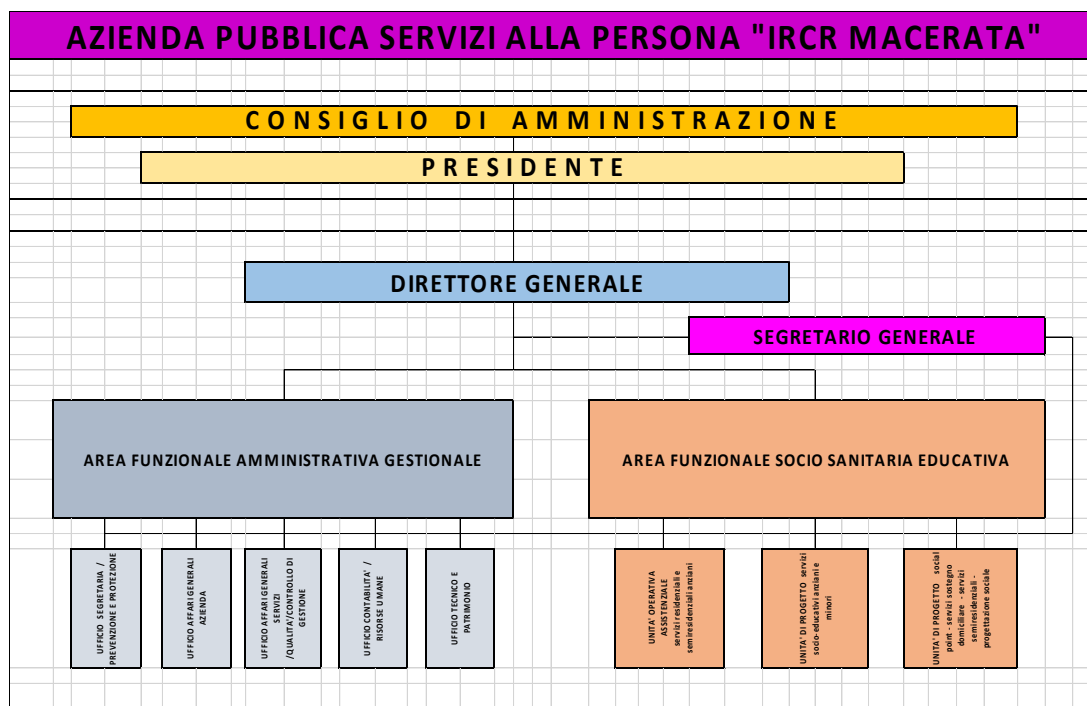 AZIENDA PUBBLICA SERVIZI ALLA PERSONA "IRCR MACERATA"
CONSIGLIO DI AMMINISTRAZIONE
PRESIDENTE
DIRETTORE GENERALE
SEGRETARIO GENERALE
AREA FUNZIONALE AMMINISTRATIVA GESTIONALE
AREA FUNZIONALE SOCIO SANITARIA EDUCATIVA
UFFICIO SEGRETARIA /
PREVENZIONE E PROTEZIONE
UFFICIO AFFARI GENERALI
AZIENDA
UFFICIO AFFARI GENERALI
SERVIZI
/QUALITA'/CONTROLLO DI
GESTIONE
UFFICIO CONTABILITA' /
RISORSE UMANE
UFFICIO TECNICO E
PATRIMONIO
UNITA' OPERATIVA
ASSISTENZIALE
servizi residenziali e
semiresidenziali anziani
UNITA' DI PROGETTO servizi
socio-educativi anziani e
minori
UNITA' DI PROGETTO social
point - servizi sostegno
domiciliare - servizi
semiresidenziali -
progettazione sociale